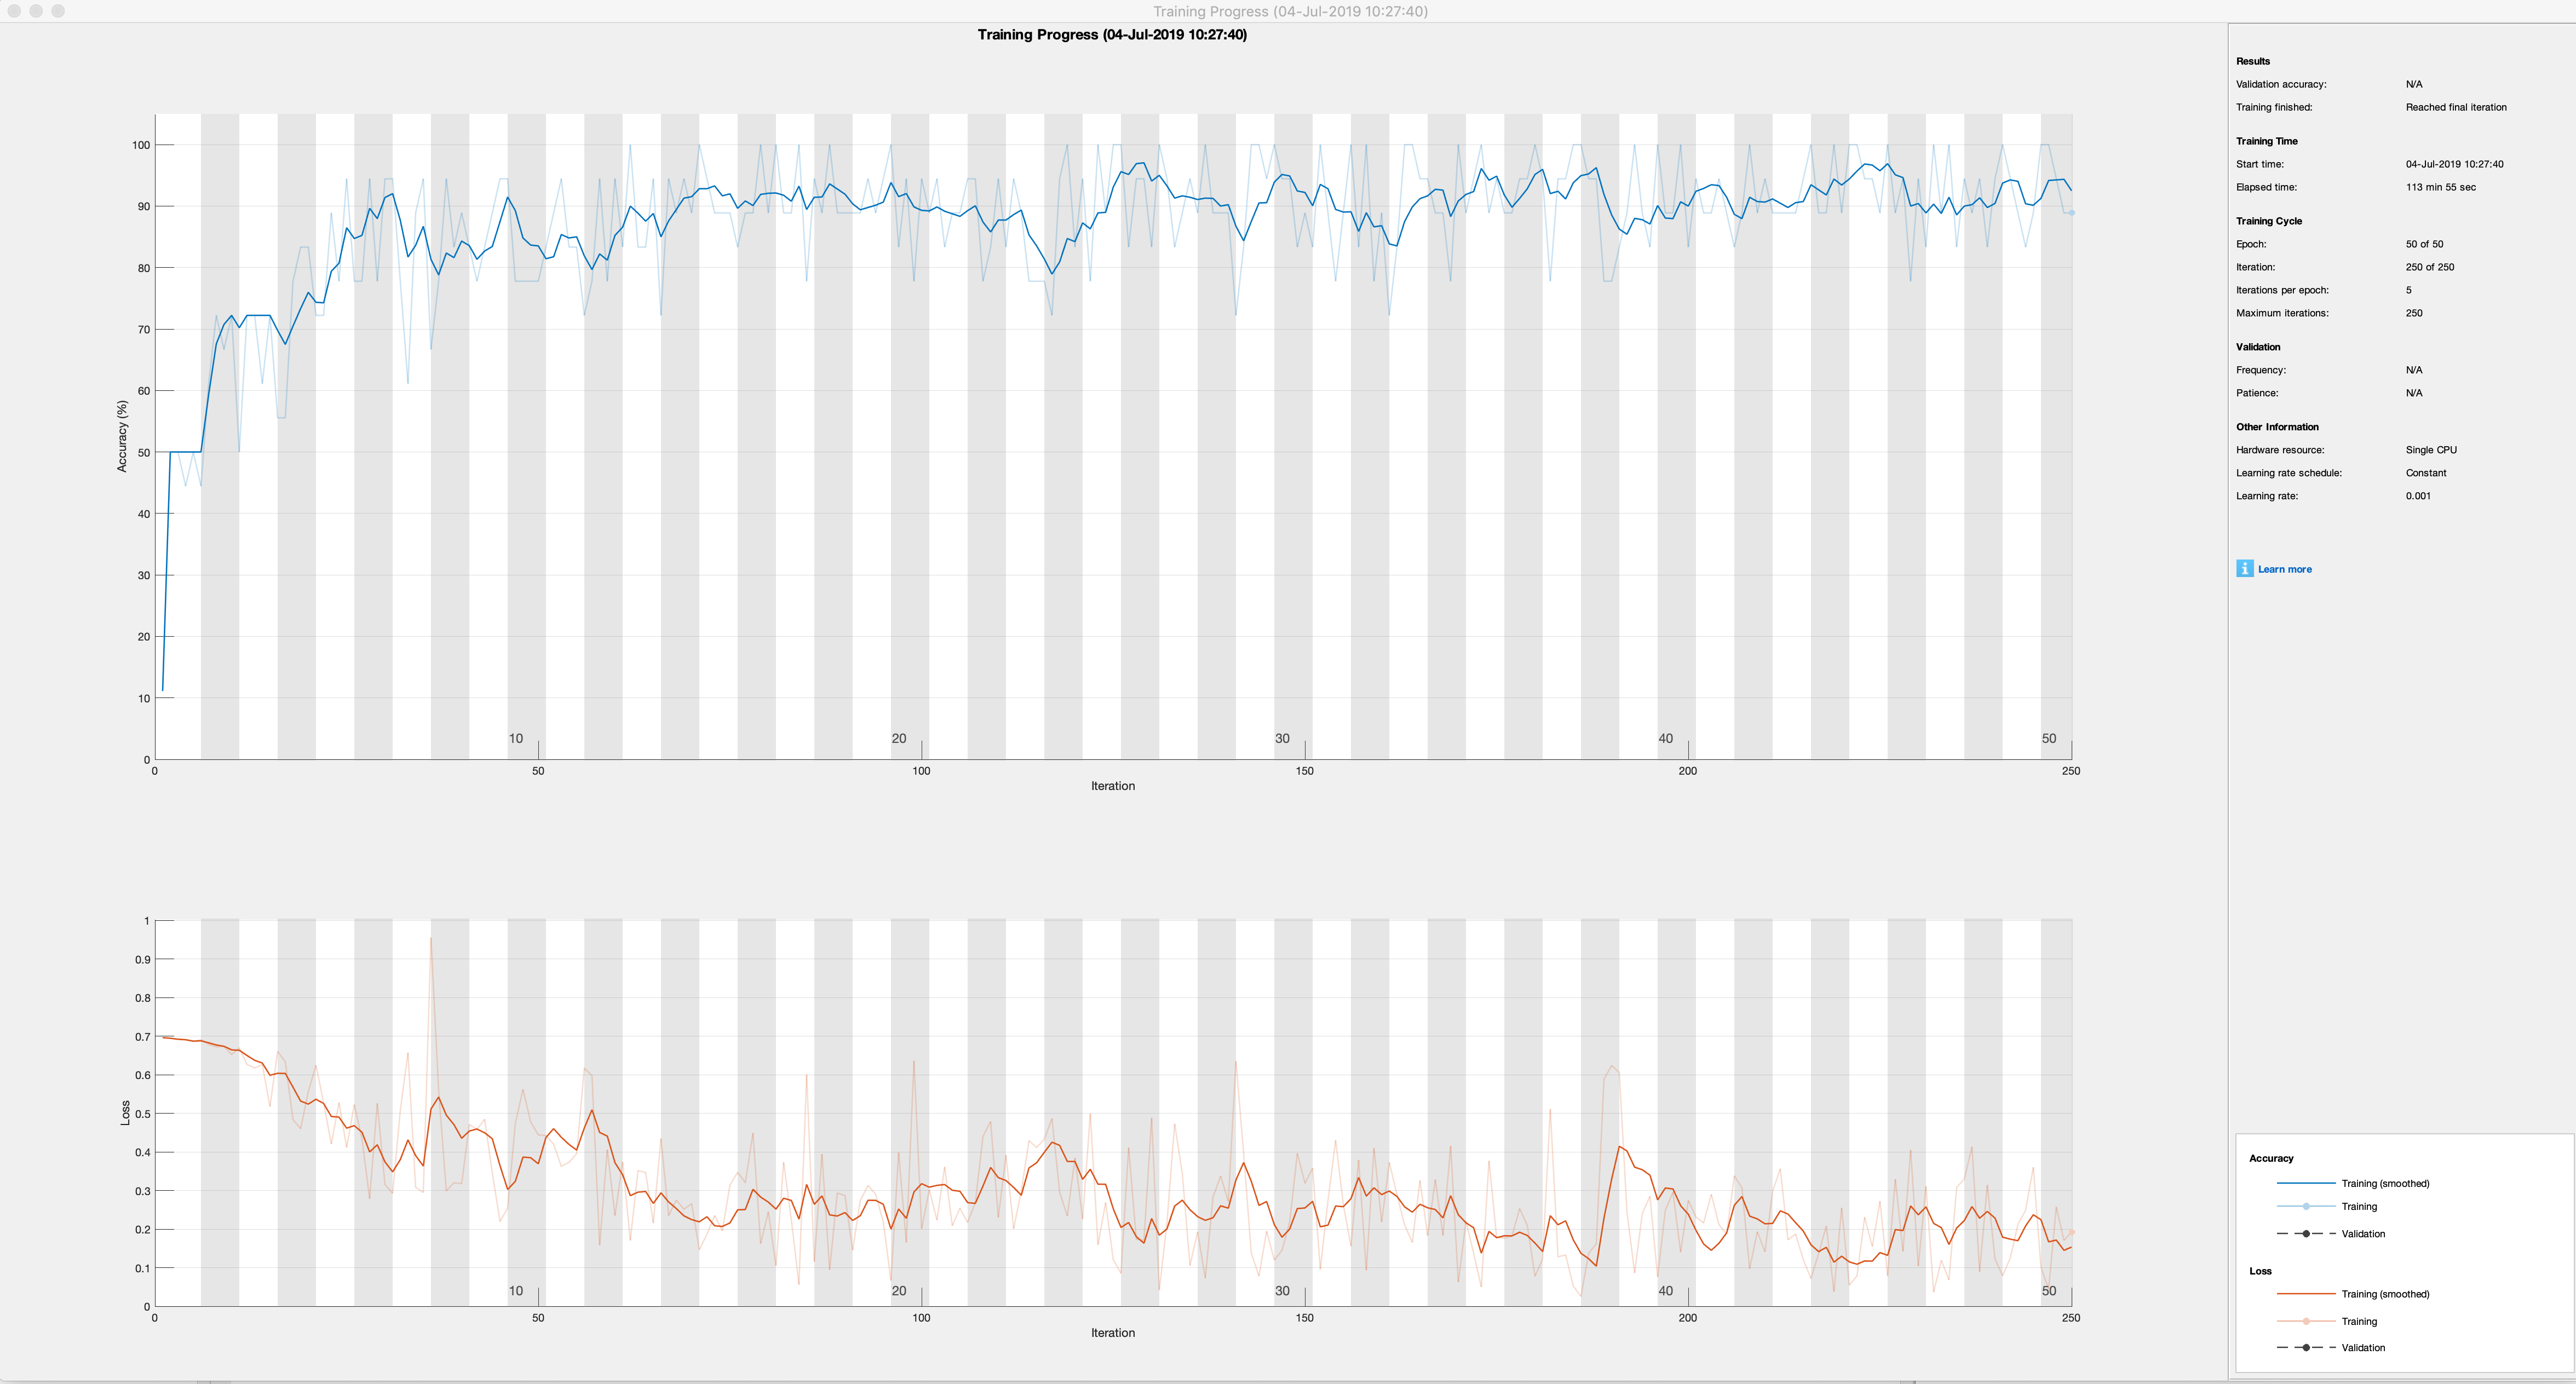 Training Progress (04-Jul-2019 10:27:40)
Training Progress (04-Jul-2019 10:27:40)
100
90
80
70
60
50
40
30
20
10
0
Accuracy (%)
10
20
30
40
50
0
50
100
150
200
250
Iteration
1
0.9
0.8
0.7
0.6
0.5
0.4
0.3
0.2
0.1
0
Loss
10
20
30
40
50
0
50
100
150
200
250
Iteration
Results
Validation accuracy: N/A
Training finished: Reached final iteration
Training Time
Start time: 04-Jul-2019 10:27:40
Elapsed time: 113 min 55 sec
Training Cycle
Epoch: 50 of 50
Iteration: 250 of 250
Iterations per epoch: 5
Maximum iterations: 250
Validation
Frequency: N/A
Patience: N/A
Other Information
Hardware resource: Single CPU
Learning rate schedule: Constant
Learning rate: 0.001
i Learn more
Accuracy
Training (smoothed)
Training
Validation
Loss
Training (smoothed)
Training
Validation